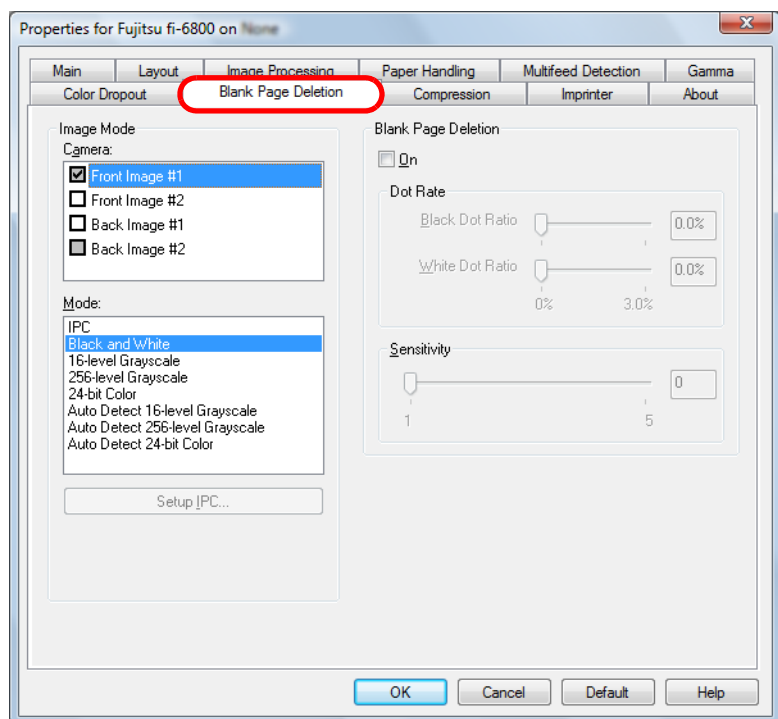 Properties for Fujitsu fi-6800 on None
Main Layout Image Processing Paper Handling Multifeed Detection Gamma
Color Dropout Blank Page Deletion Compression Imprinter About
Image Mode
Camera:
Front Image #1
Front Image #2
Back Image #1
Back Image #2
Mode:
IPC
Black and White
16-level Grayscale
256-level Grayscale
24-bit Color
Auto Detect 16-level Grayscale
Auto Detect 256-level Grayscale
Auto Detect 24-bit Color
Setup IPC...
Blank Page Deletion
On
Dot Rate
Black Dot Ratio 0.0%
White Dot Ratio 0.0%
0% 3.0%
Sensitivity
0
1 5
OK Cancel Default Help